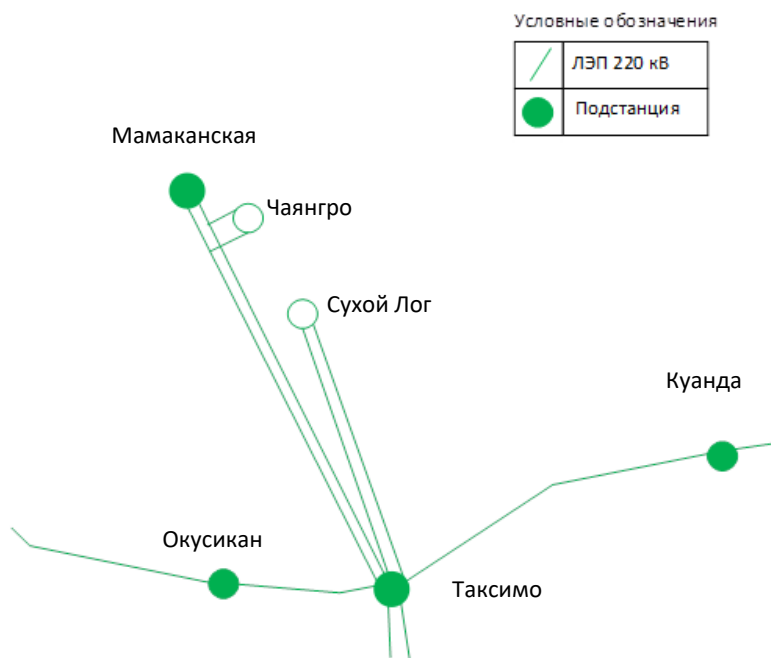 Условные обозначения
ЛЭП 220 кВ
Подстанция
Мамаканская
Чаянгро
Сухой Лог
Куанда
Окусикан
Таксимо